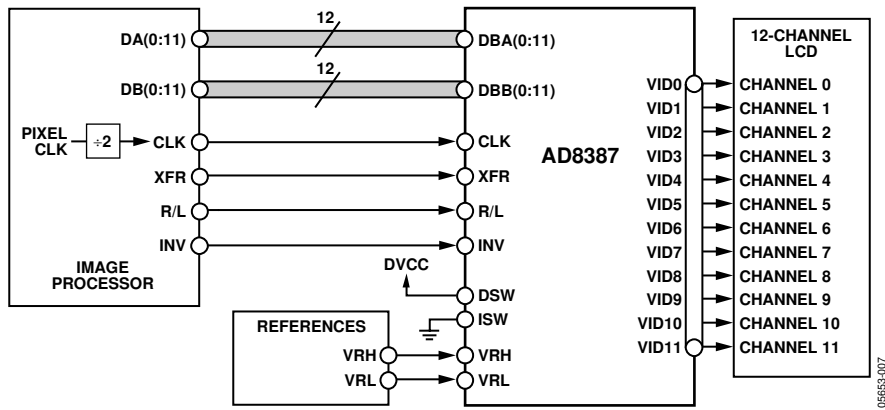 DA(0:11)
12
DBA(0:11)
DB(0:11)
12
DBB(0:11)
PIXEL
CLK
÷2
CLK
CLK
XFR
XFR
R/L
R/L
INV
INV
IMAGE
PROCESSOR
DVCC
DSW
ISW
REFERENCES
VRH
VRH
VRL
VRL
AD8387
VID0
VID1
VID2
VID3
VID4
VID5
VID6
VID7
VID8
VID9
VID10
VID11
12-CHANNEL
LCD
CHANNEL 0
CHANNEL 1
CHANNEL 2
CHANNEL 3
CHANNEL 4
CHANNEL 5
CHANNEL 6
CHANNEL 7
CHANNEL 8
CHANNEL 9
CHANNEL 10
CHANNEL 11
05653-007